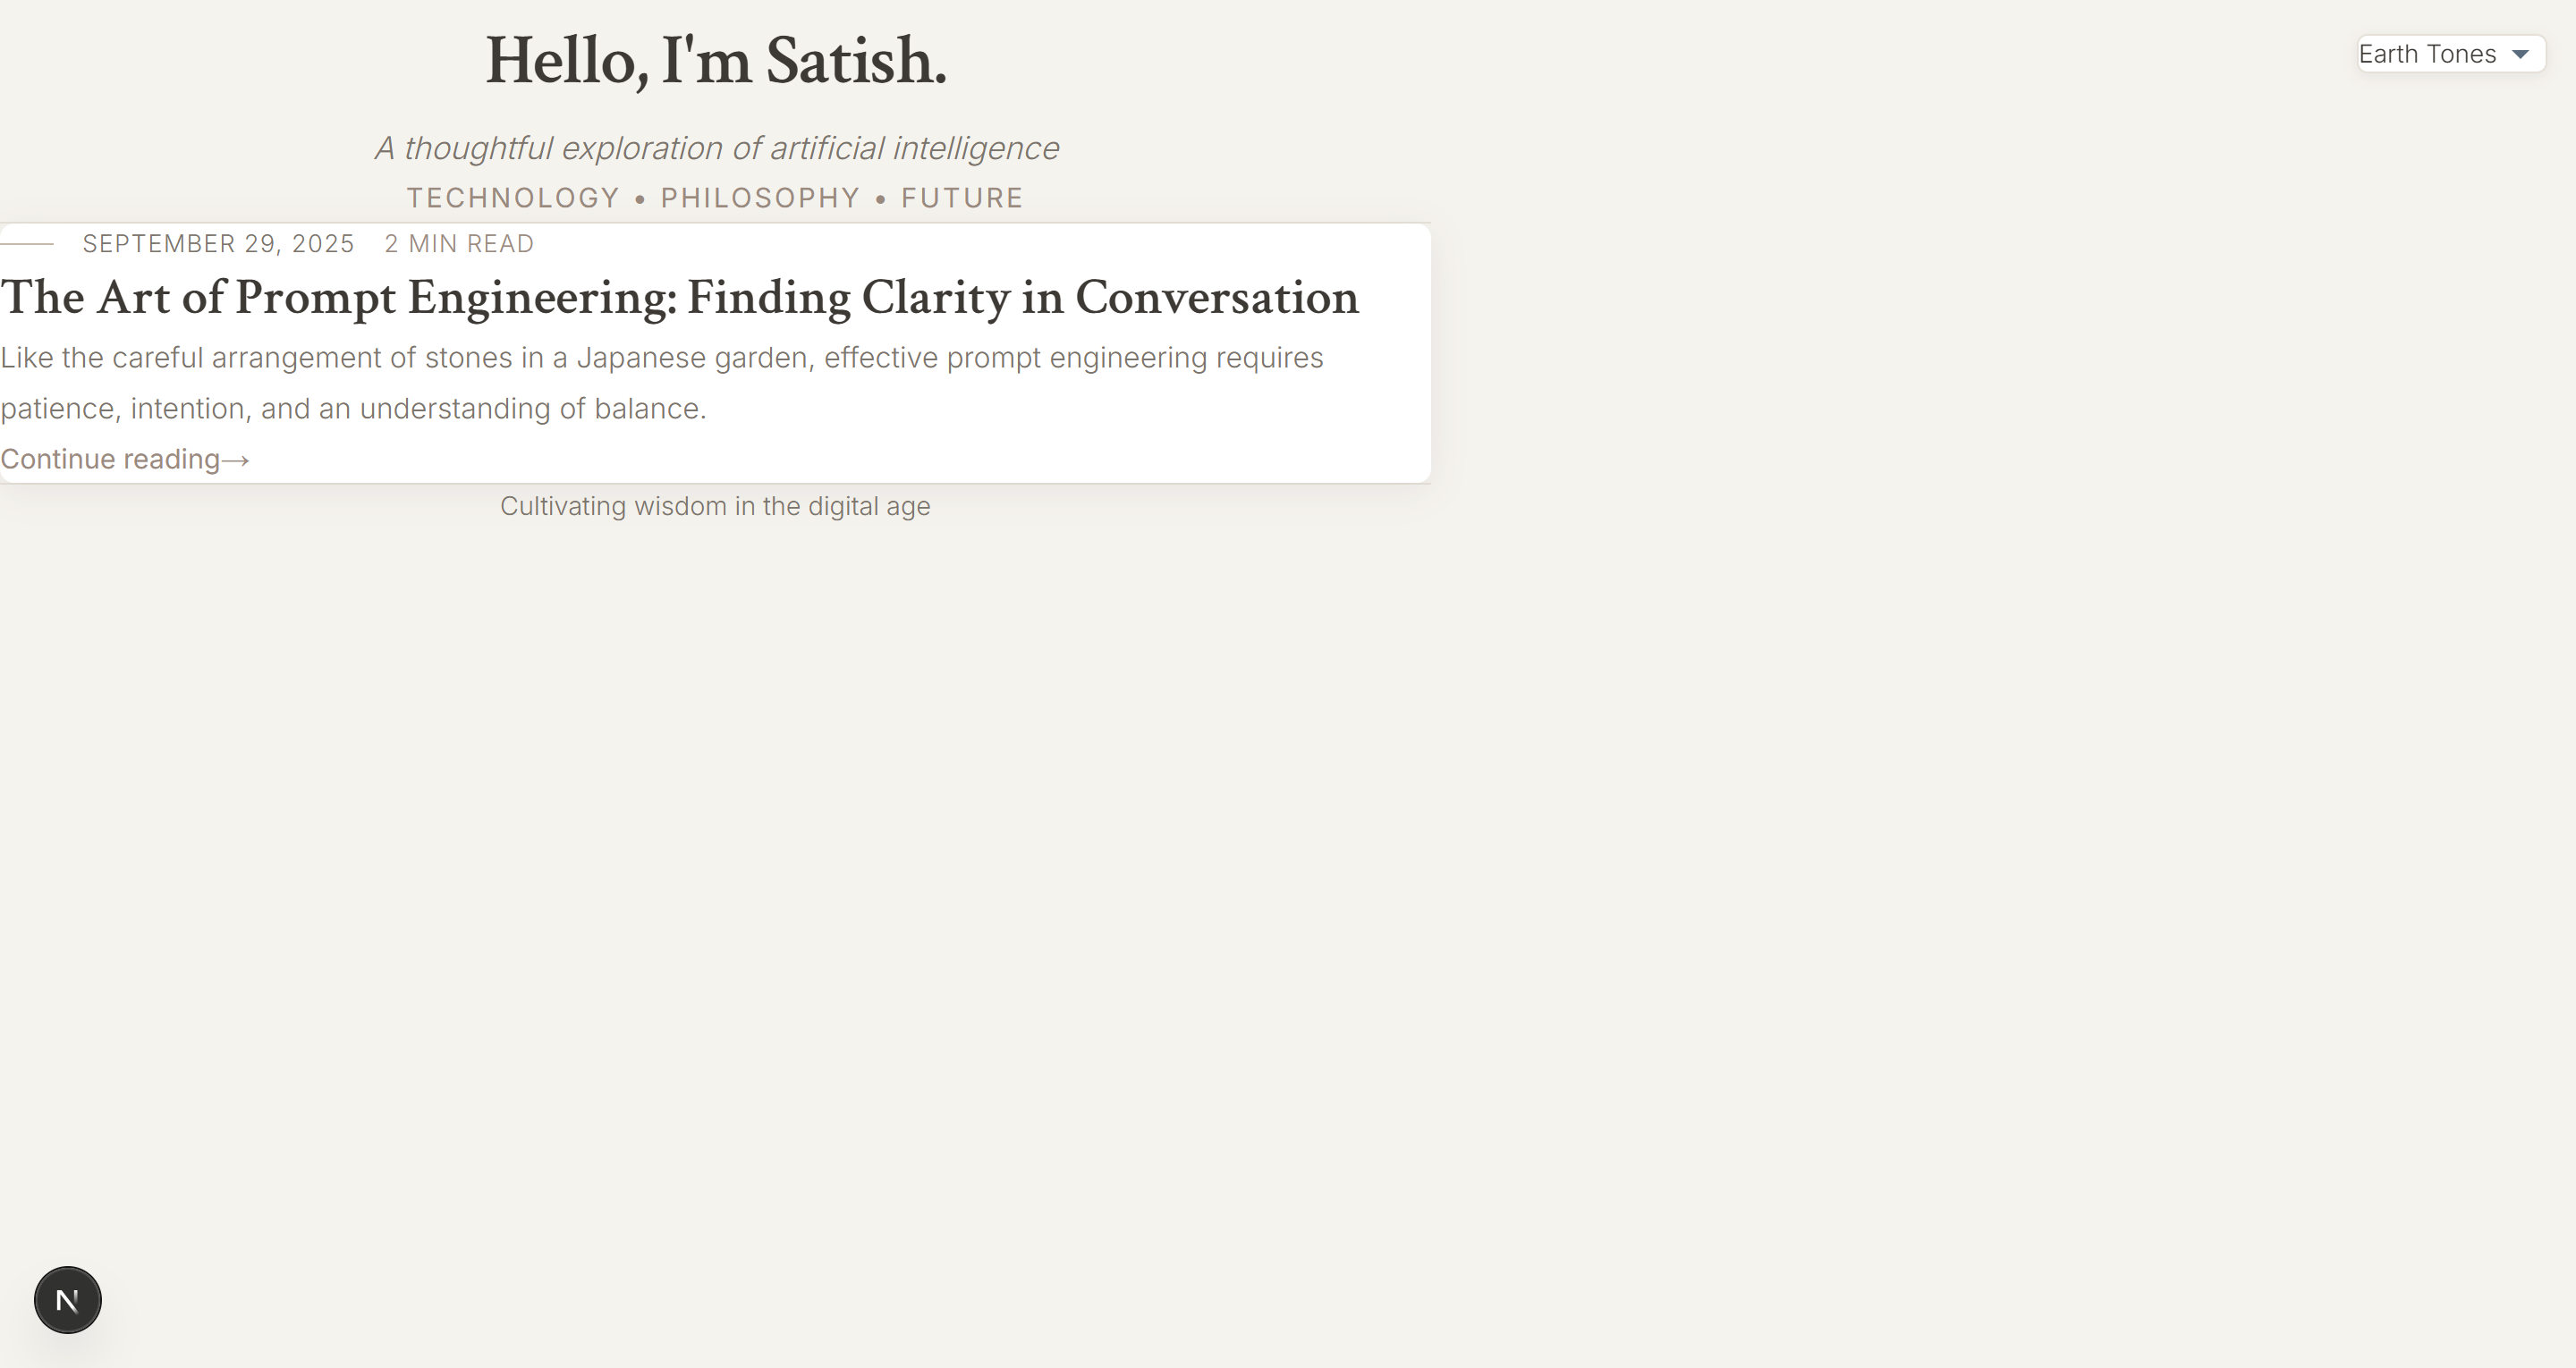 Hello, I'm Satish.
Earth Tones
A thoughtful exploration of artificial intelligence
TECHNOLOGY • PHILOSOPHY • FUTURE
SEPTEMBER 29, 2025 2 MIN READ
The Art of Prompt Engineering: Finding Clarity in Conversation
Like the careful arrangement of stones in a Japanese garden, effective prompt engineering requires
patience, intention, and an understanding of balance.
Continue reading→
Cultivating wisdom in the digital age
N